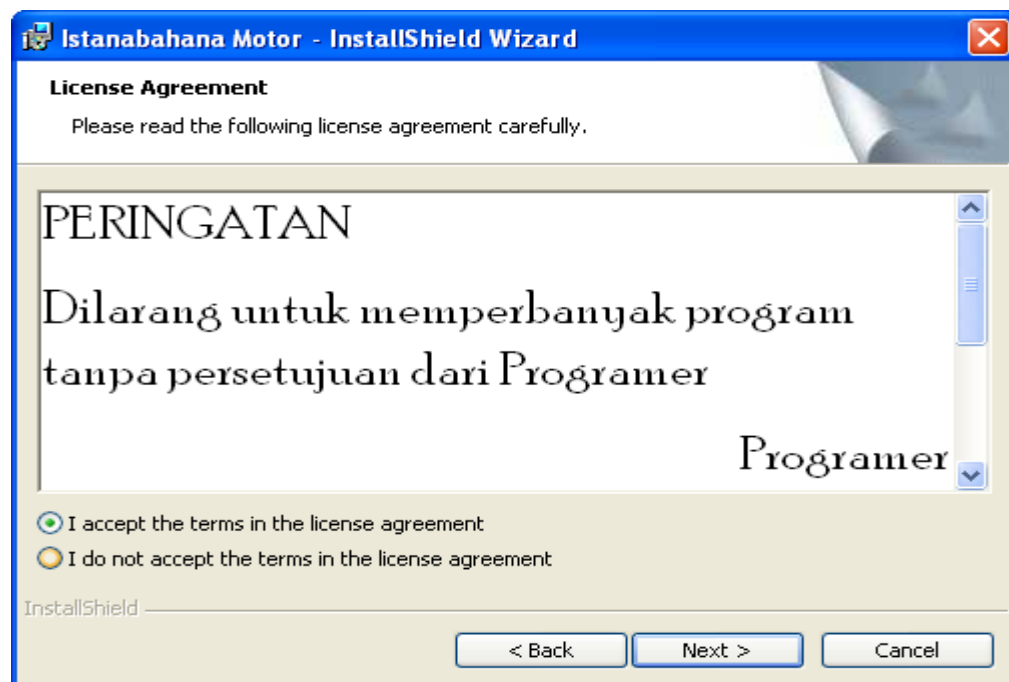 Istanabahana Motor - InstallShield Wizard
License Agreement
Please read the following license agreement carefully.
PERINGATAN
Dilarang untuk memperbanyak program
tanpa persetujuan dari Programer
Programer
I accept the terms in the license agreement
I do not accept the terms in the license agreement
InstallShield
< Back
Next >
Cancel